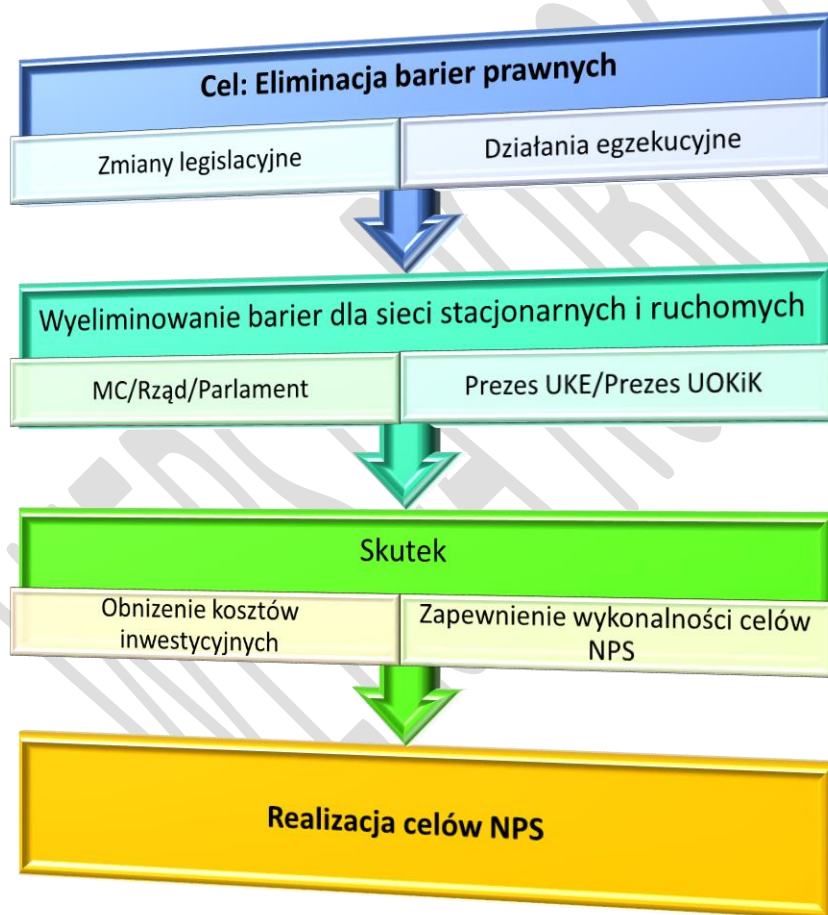 Cel: Eliminacja barier prawnych
Zmiany legislacyjne
Działania egzekucyjne
Wyeliminowanie barier dla sieci stacjonarnych i ruchomych
MC/Rząd/Parlament
Prezes UKE/Prezes UOKiK
Skutek
Obnizenie kosztów
inwestycyjnych
Zapewnienie wykonalności celów
NPS
Realizacja celów NPS